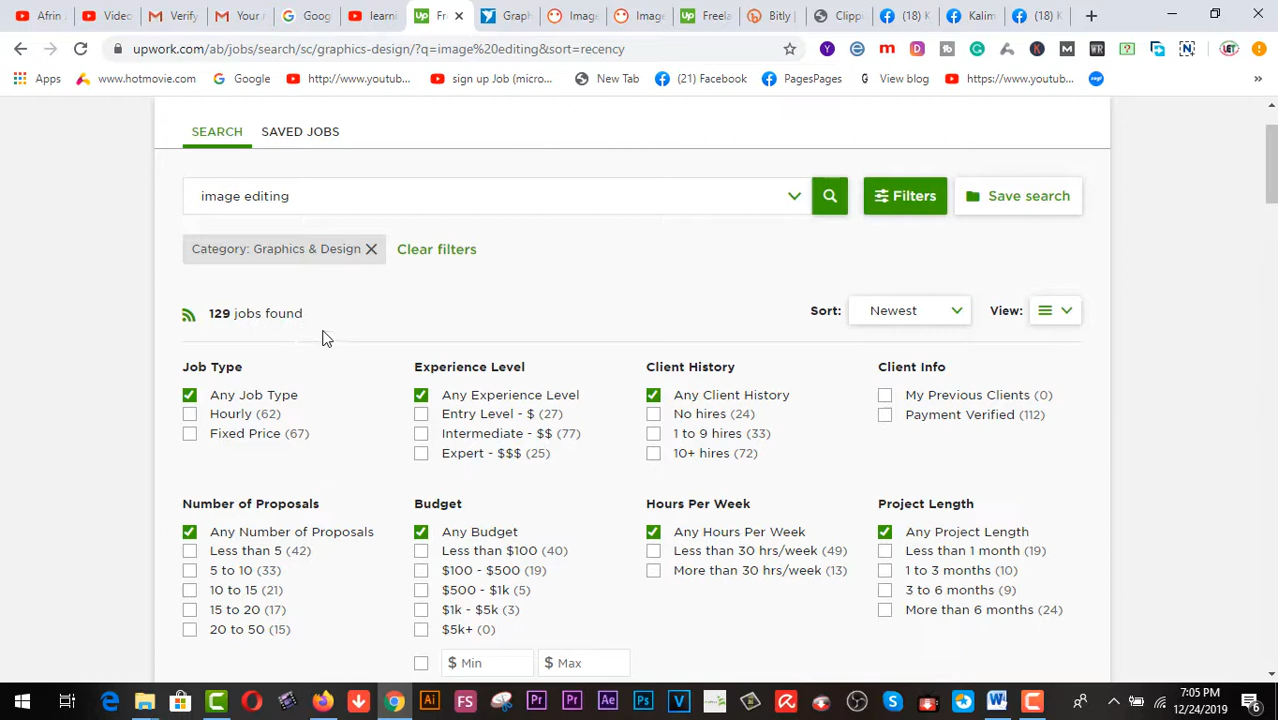 Afrin
Video
Verify
Your
Goog
learni
Fr
Graph
Image
Image
Freela
Bitly |
Clippi
(18) K
Kalim
(18) K
upwork.com/ab/jobs/search/sc/graphics-design/?q=image%20editing&sort=recency
Apps
www.hotmovie.com
Google
http://www.youtub...
sign up Job (micro...
New Tab
(21) Facebook
PagesPages
View blog
https://www.youtub...
»
SEARCH
SAVED JOBS
image editing
Filters
Save search
Category: Graphics & Design
Clear filters
129 jobs found
Sort:
Newest
View:
Job Type
Any Job Type
Hourly (62)
Fixed Price (67)
Experience Level
Any Experience Level
Entry Level - $ (27)
Intermediate - $$ (77)
Expert - $$$ (25)
Client History
Any Client History
No hires (24)
1 to 9 hires (33)
10+ hires (72)
Client Info
My Previous Clients (0)
Payment Verified (112)
Number of Proposals
Any Number of Proposals
Less than 5 (42)
5 to 10 (33)
10 to 15 (21)
15 to 20 (17)
20 to 50 (15)
Budget
Any Budget
Less than $100 (40)
$100 - $500 (19)
$500 - $1k (5)
$1k - $5k (3)
$5k+ (0)
$ Min
$ Max
Hours Per Week
Any Hours Per Week
Less than 30 hrs/week (49)
More than 30 hrs/week (13)
Project Length
Any Project Length
Less than 1 month (19)
1 to 3 months (10)
3 to 6 months (9)
More than 6 months (24)
7:05 PM
12/24/2019
6